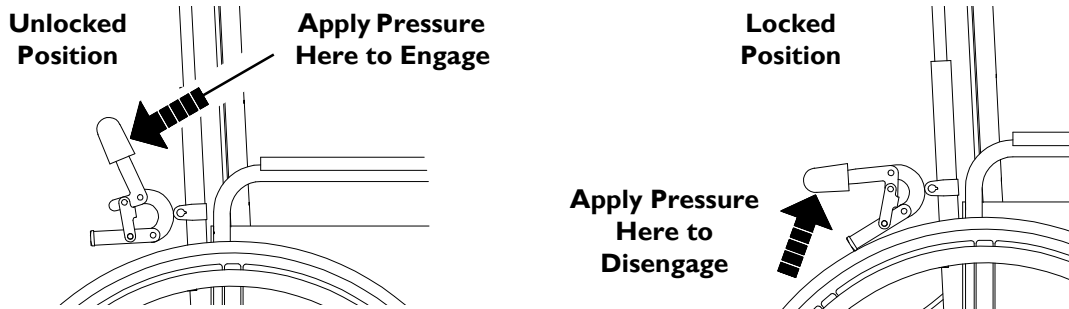 Unlocked
Position
Apply Pressure
Here to Engage
Locked
Position
Apply Pressure
Here to
Disengage